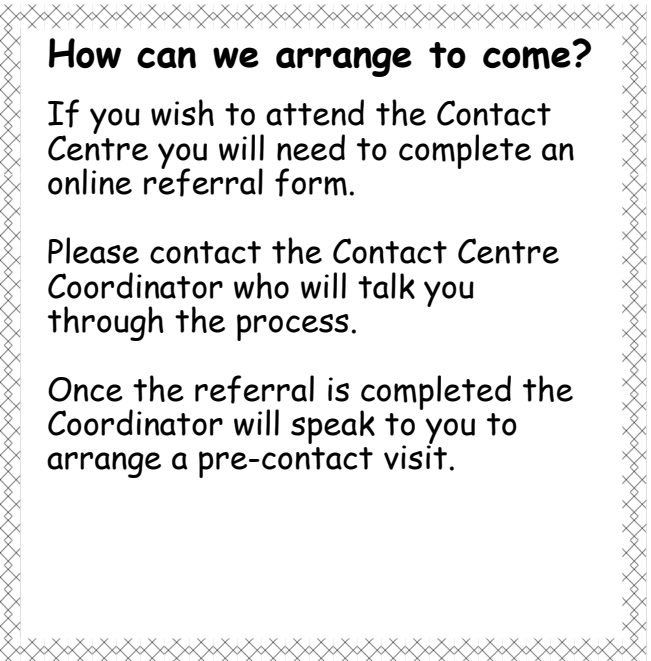 How can we arrange to come?
If you wish to attend the Contact
Centre you will need to complete an
online referral form.
Please contact the Contact Centre
Coordinator who will talk you
through the process.
Once the referral is completed the
Coordinator will speak to you to
arrange a pre-contact visit.